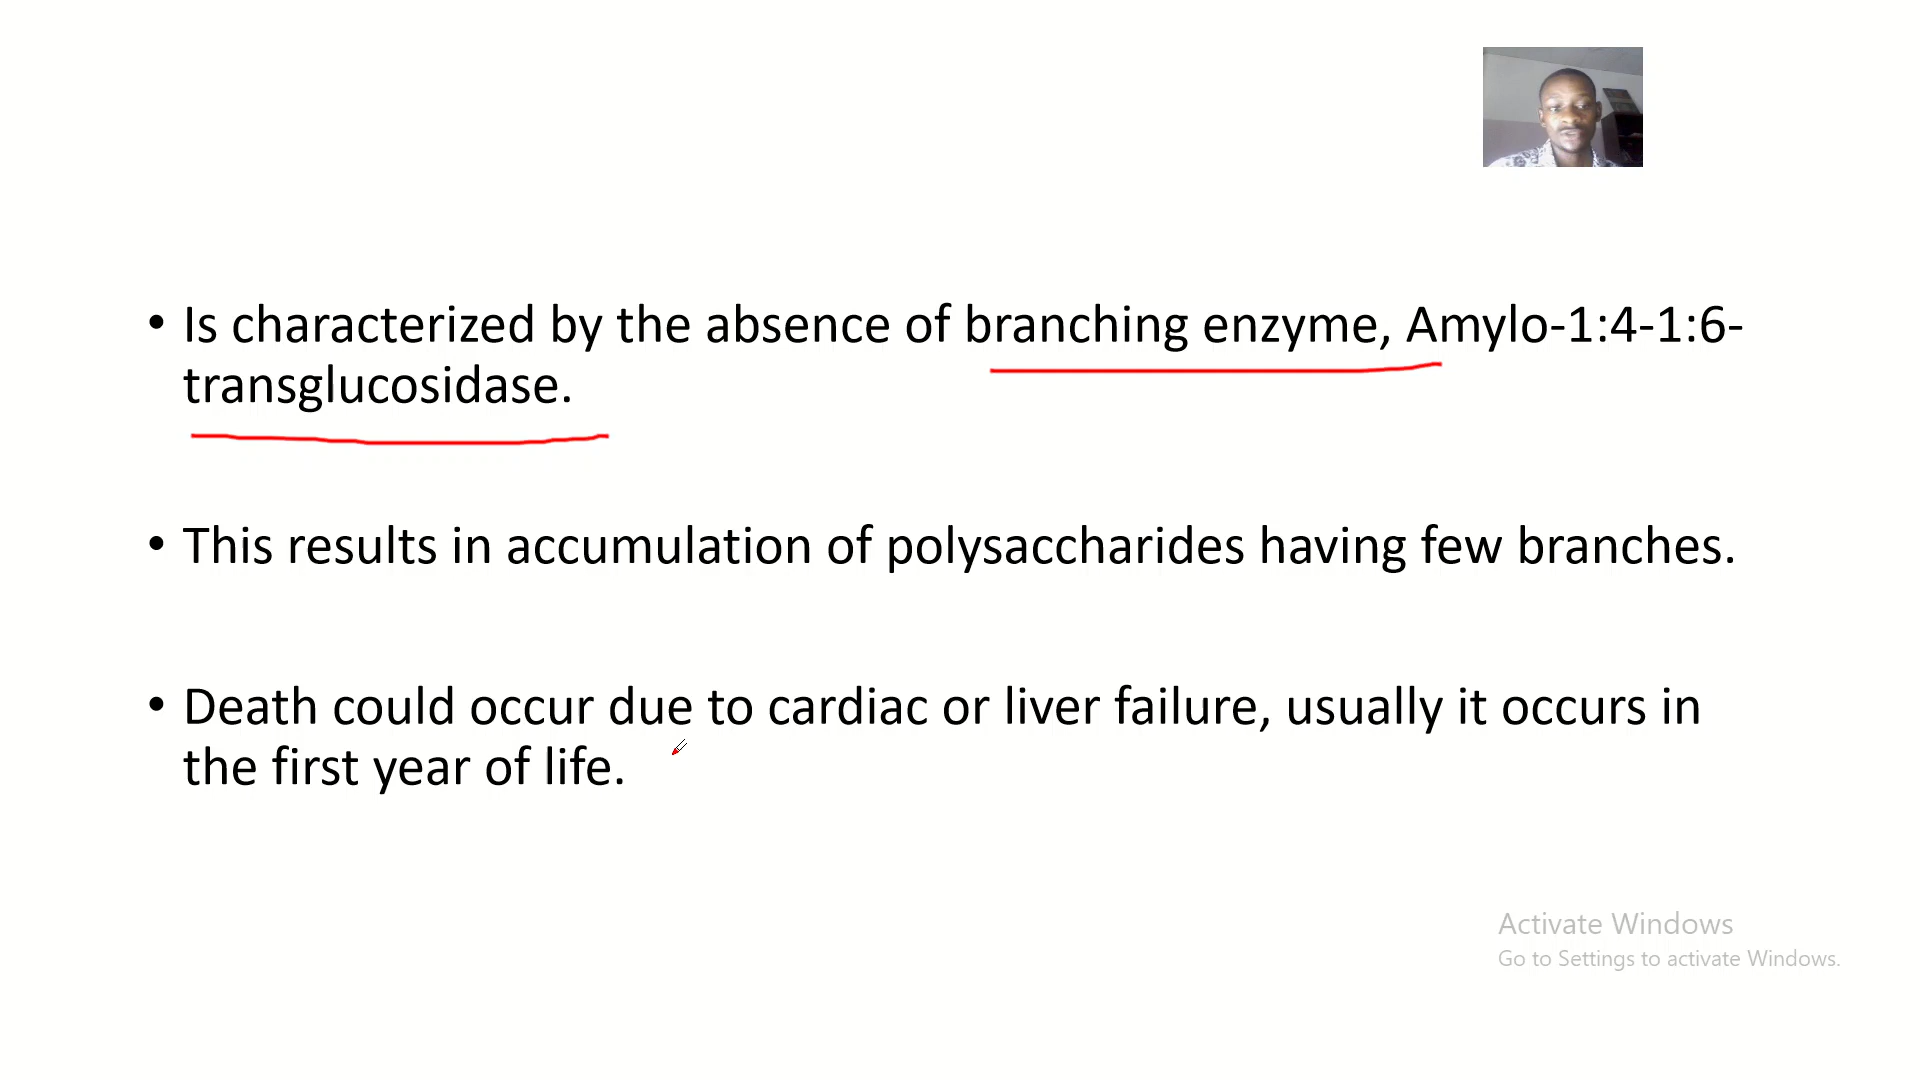 • Is characterized by the absence of branching enzyme, Amylo-1:4-1:6-
transglucosidase.
• This results in accumulation of polysaccharides having few branches.
• Death could occur due to cardiac or liver failure, usually it occurs in
the first year of life.
Activate Windows
Go to Settings to activate Windows.